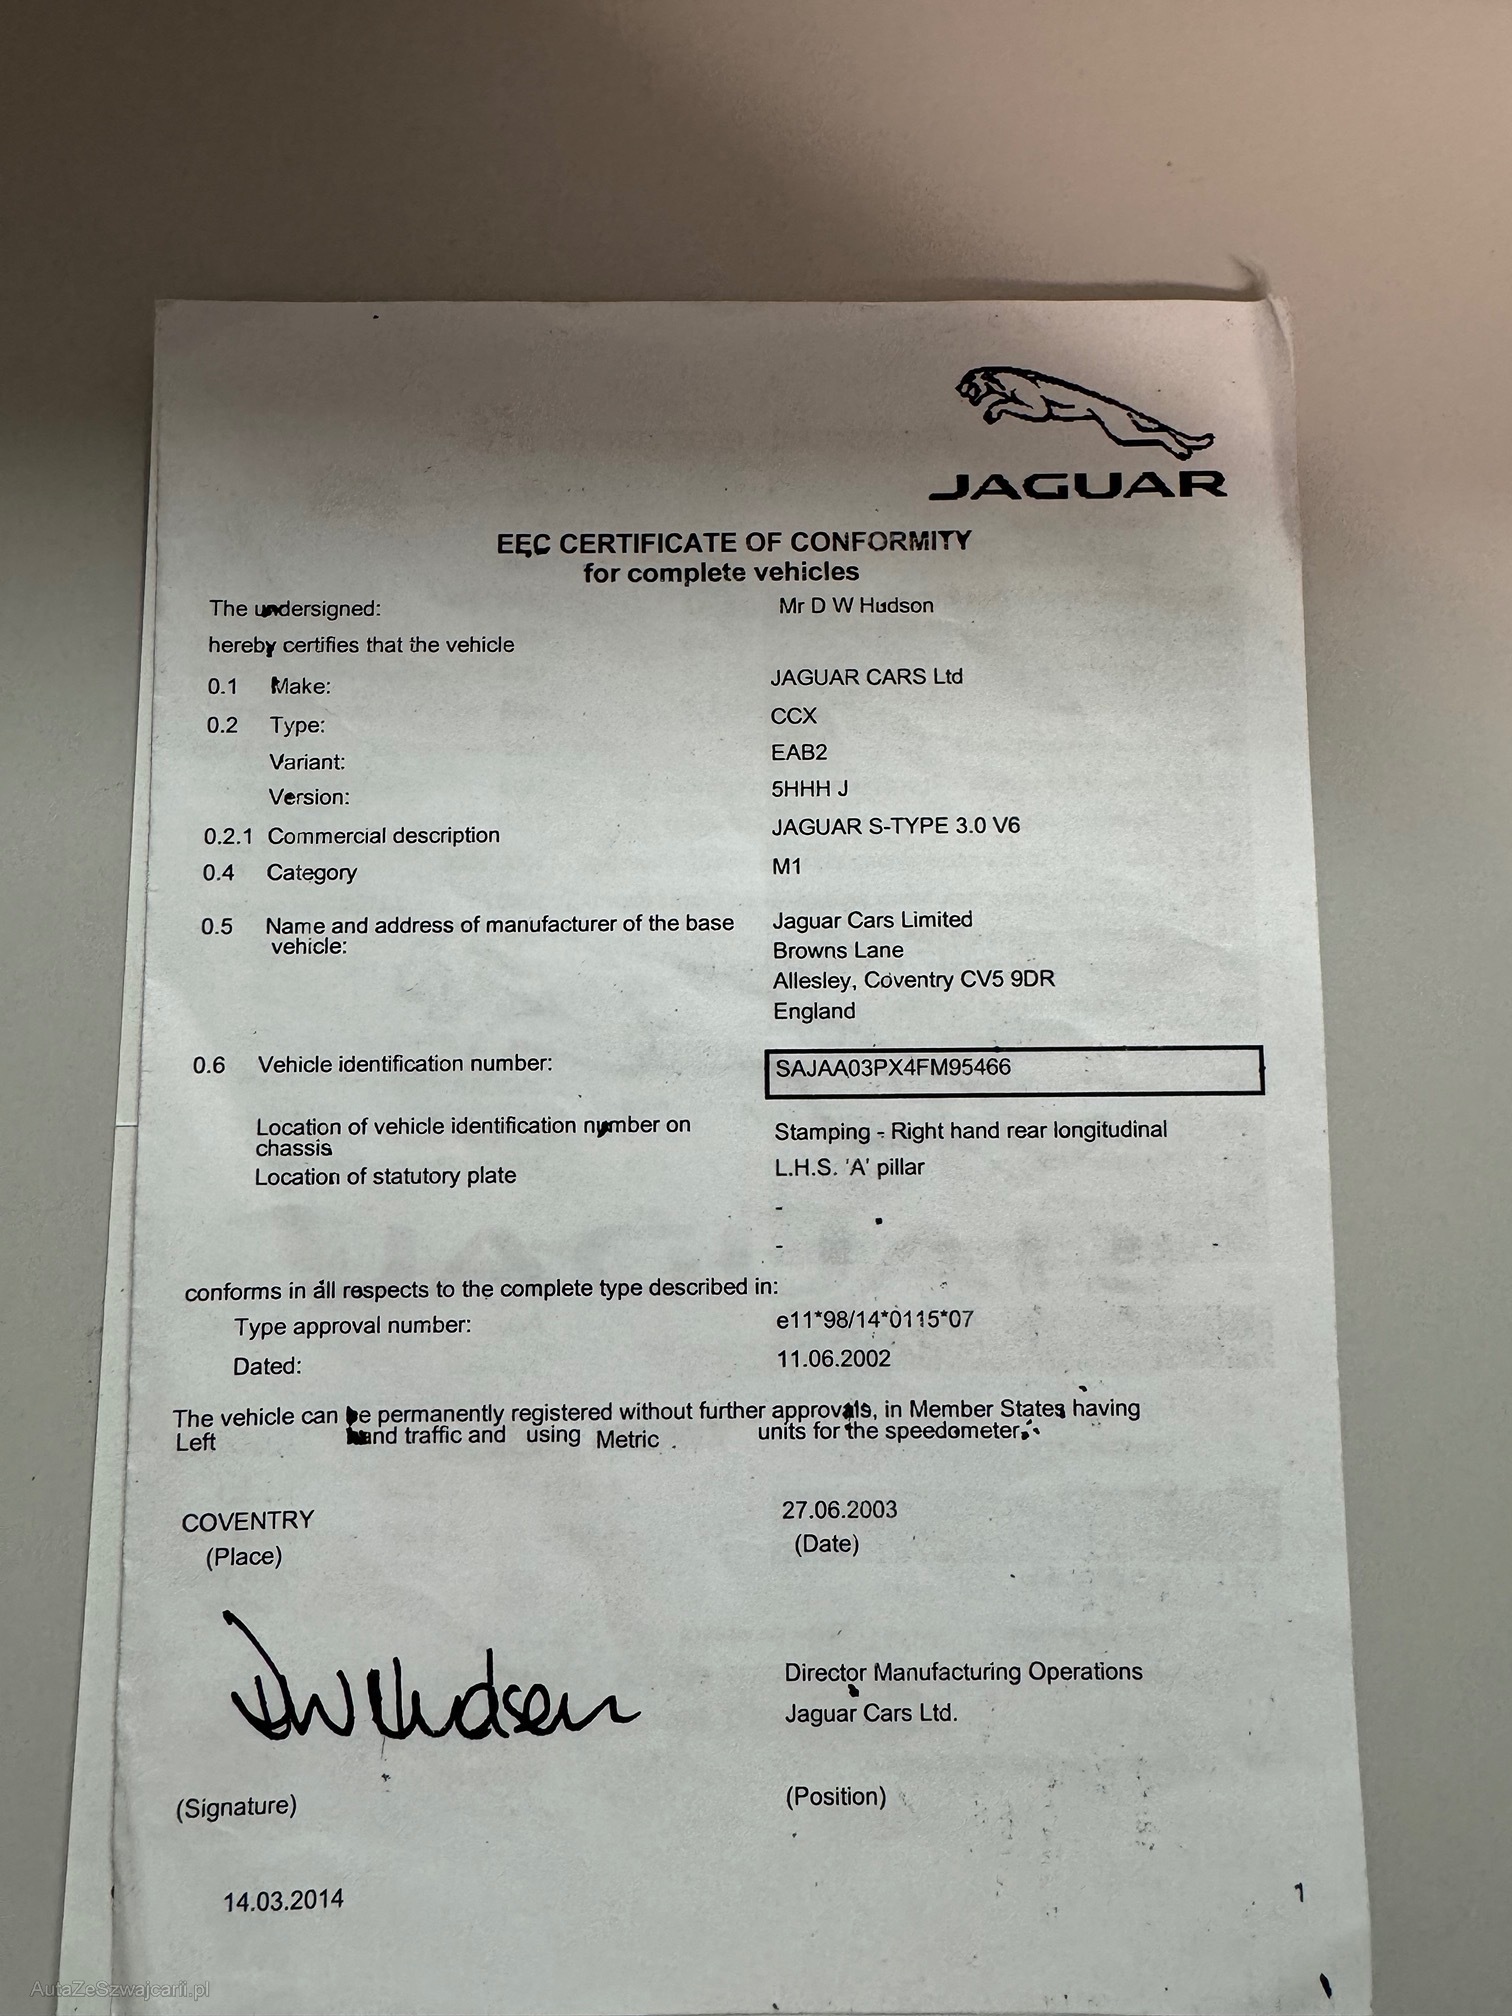 JAGUAR
EEC CERTIFICATE OF CONFORMITY
for complete vehicles
The undersigned: Mr D W Hudson
hereby certifies that the vehicle
0.1 Make: JAGUAR CARS Ltd
0.2 Type: CCX
Variant: EAB2
Version: 5HHH J
0.2.1 Commercial description JAGUAR S-TYPE 3.0 V6
0.4 Category M1
0.5 Name and address of manufacturer of the base Jaguar Cars Limited
vehicle: Browns Lane
Allesley, Coventry CV5 9DR
England
0.6 Vehicle identification number: SAJAA03PX4FM95466
Location of vehicle identification number on Stamping - Right hand rear longitudinal
chassis
Location of statutory plate L.H.S. 'A' pillar
-
-
conforms in all respects to the complete type described in:
Type approval number: e11*98/14*0115*07
Dated: 11.06.2002
The vehicle can be permanently registered without further approvals, in Member States having
Left hand traffic and using Metric . units for the speedometer.
COVENTRY 27.06.2003
(Place) (Date)
DW Hudson
Director Manufacturing Operations
Jaguar Cars Ltd.
(Signature) (Position)
14.03.2014
1
AutaZeSzwajcarii.pl